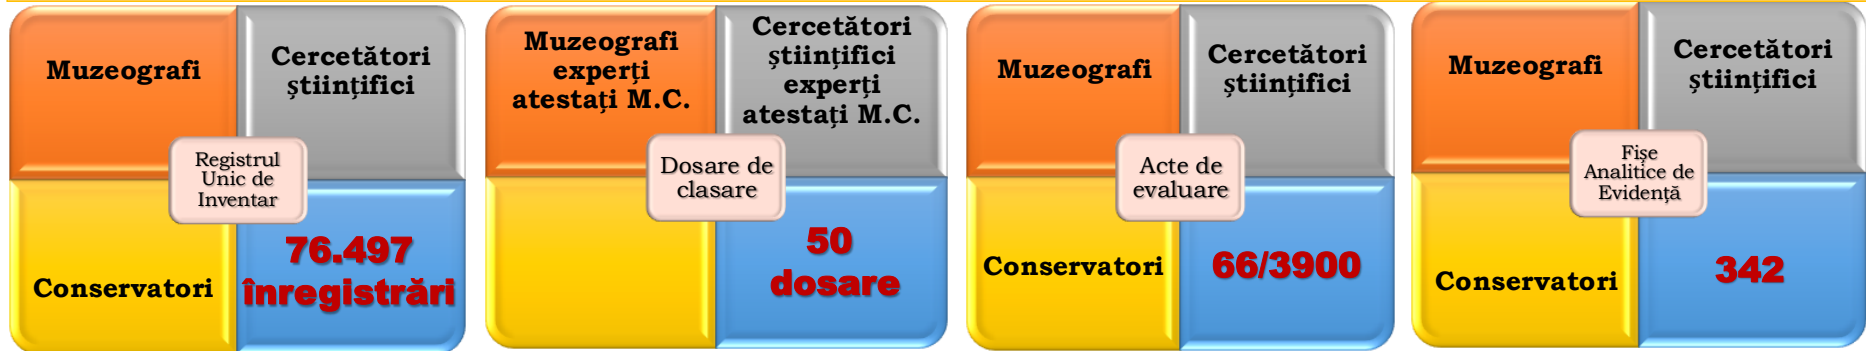 Muzeografi
Cercetători
științifici
Registrul
Unic de
Inventar
Conservatori
76.497
înregistrări
Muzeografi
experți
atestați M.C.
Cercetători
științifici
experți
atestați M.C.
Dosare de
clasare
50
dosare
Muzeografi
Cercetători
științifici
Acte de
evaluare
Conservatori
66/3900
Muzeografi
Cercetători
științifici
Fișe
Analitice de
Evidență
Conservatori
342